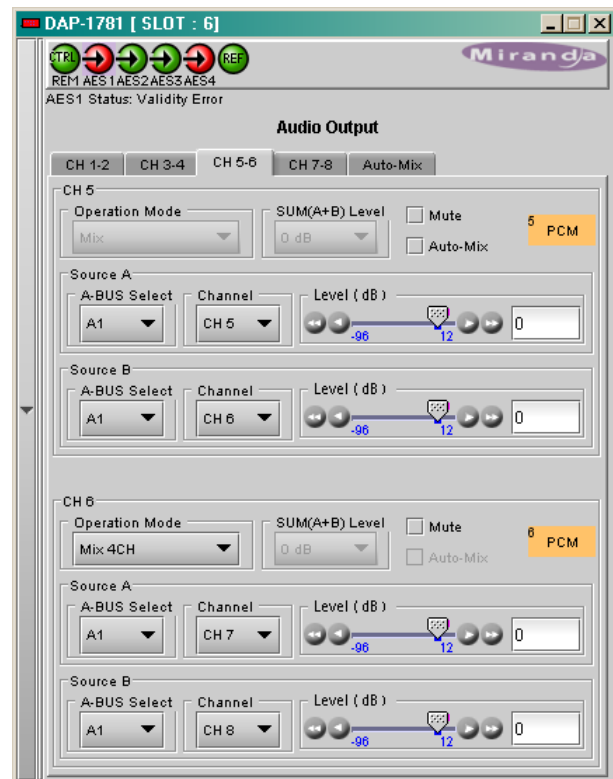 DAP-1781 [ SLOT : 6]
CTRL REF Miranda
REM AES1 AES2 AES3 AES4
AES1 Status: Validity Error
Audio Output
CH 1-2 CH 3-4 CH 5-6 CH 7-8 Auto-Mix
CH 5
Operation Mode SUM(A+B) Level Mute 5 PCM
Mix 0 dB Auto-Mix
Source A
A-BUS Select Channel Level ( dB )
A1 CH 5 -96 12 0
Source B
A-BUS Select Channel Level ( dB )
A1 CH 6 -96 12 0
CH 6
Operation Mode SUM(A+B) Level Mute 6 PCM
Mix 4CH 0 dB Auto-Mix
Source A
A-BUS Select Channel Level ( dB )
A1 CH 7 -96 12 0
Source B
A-BUS Select Channel Level ( dB )
A1 CH 8 -96 12 0